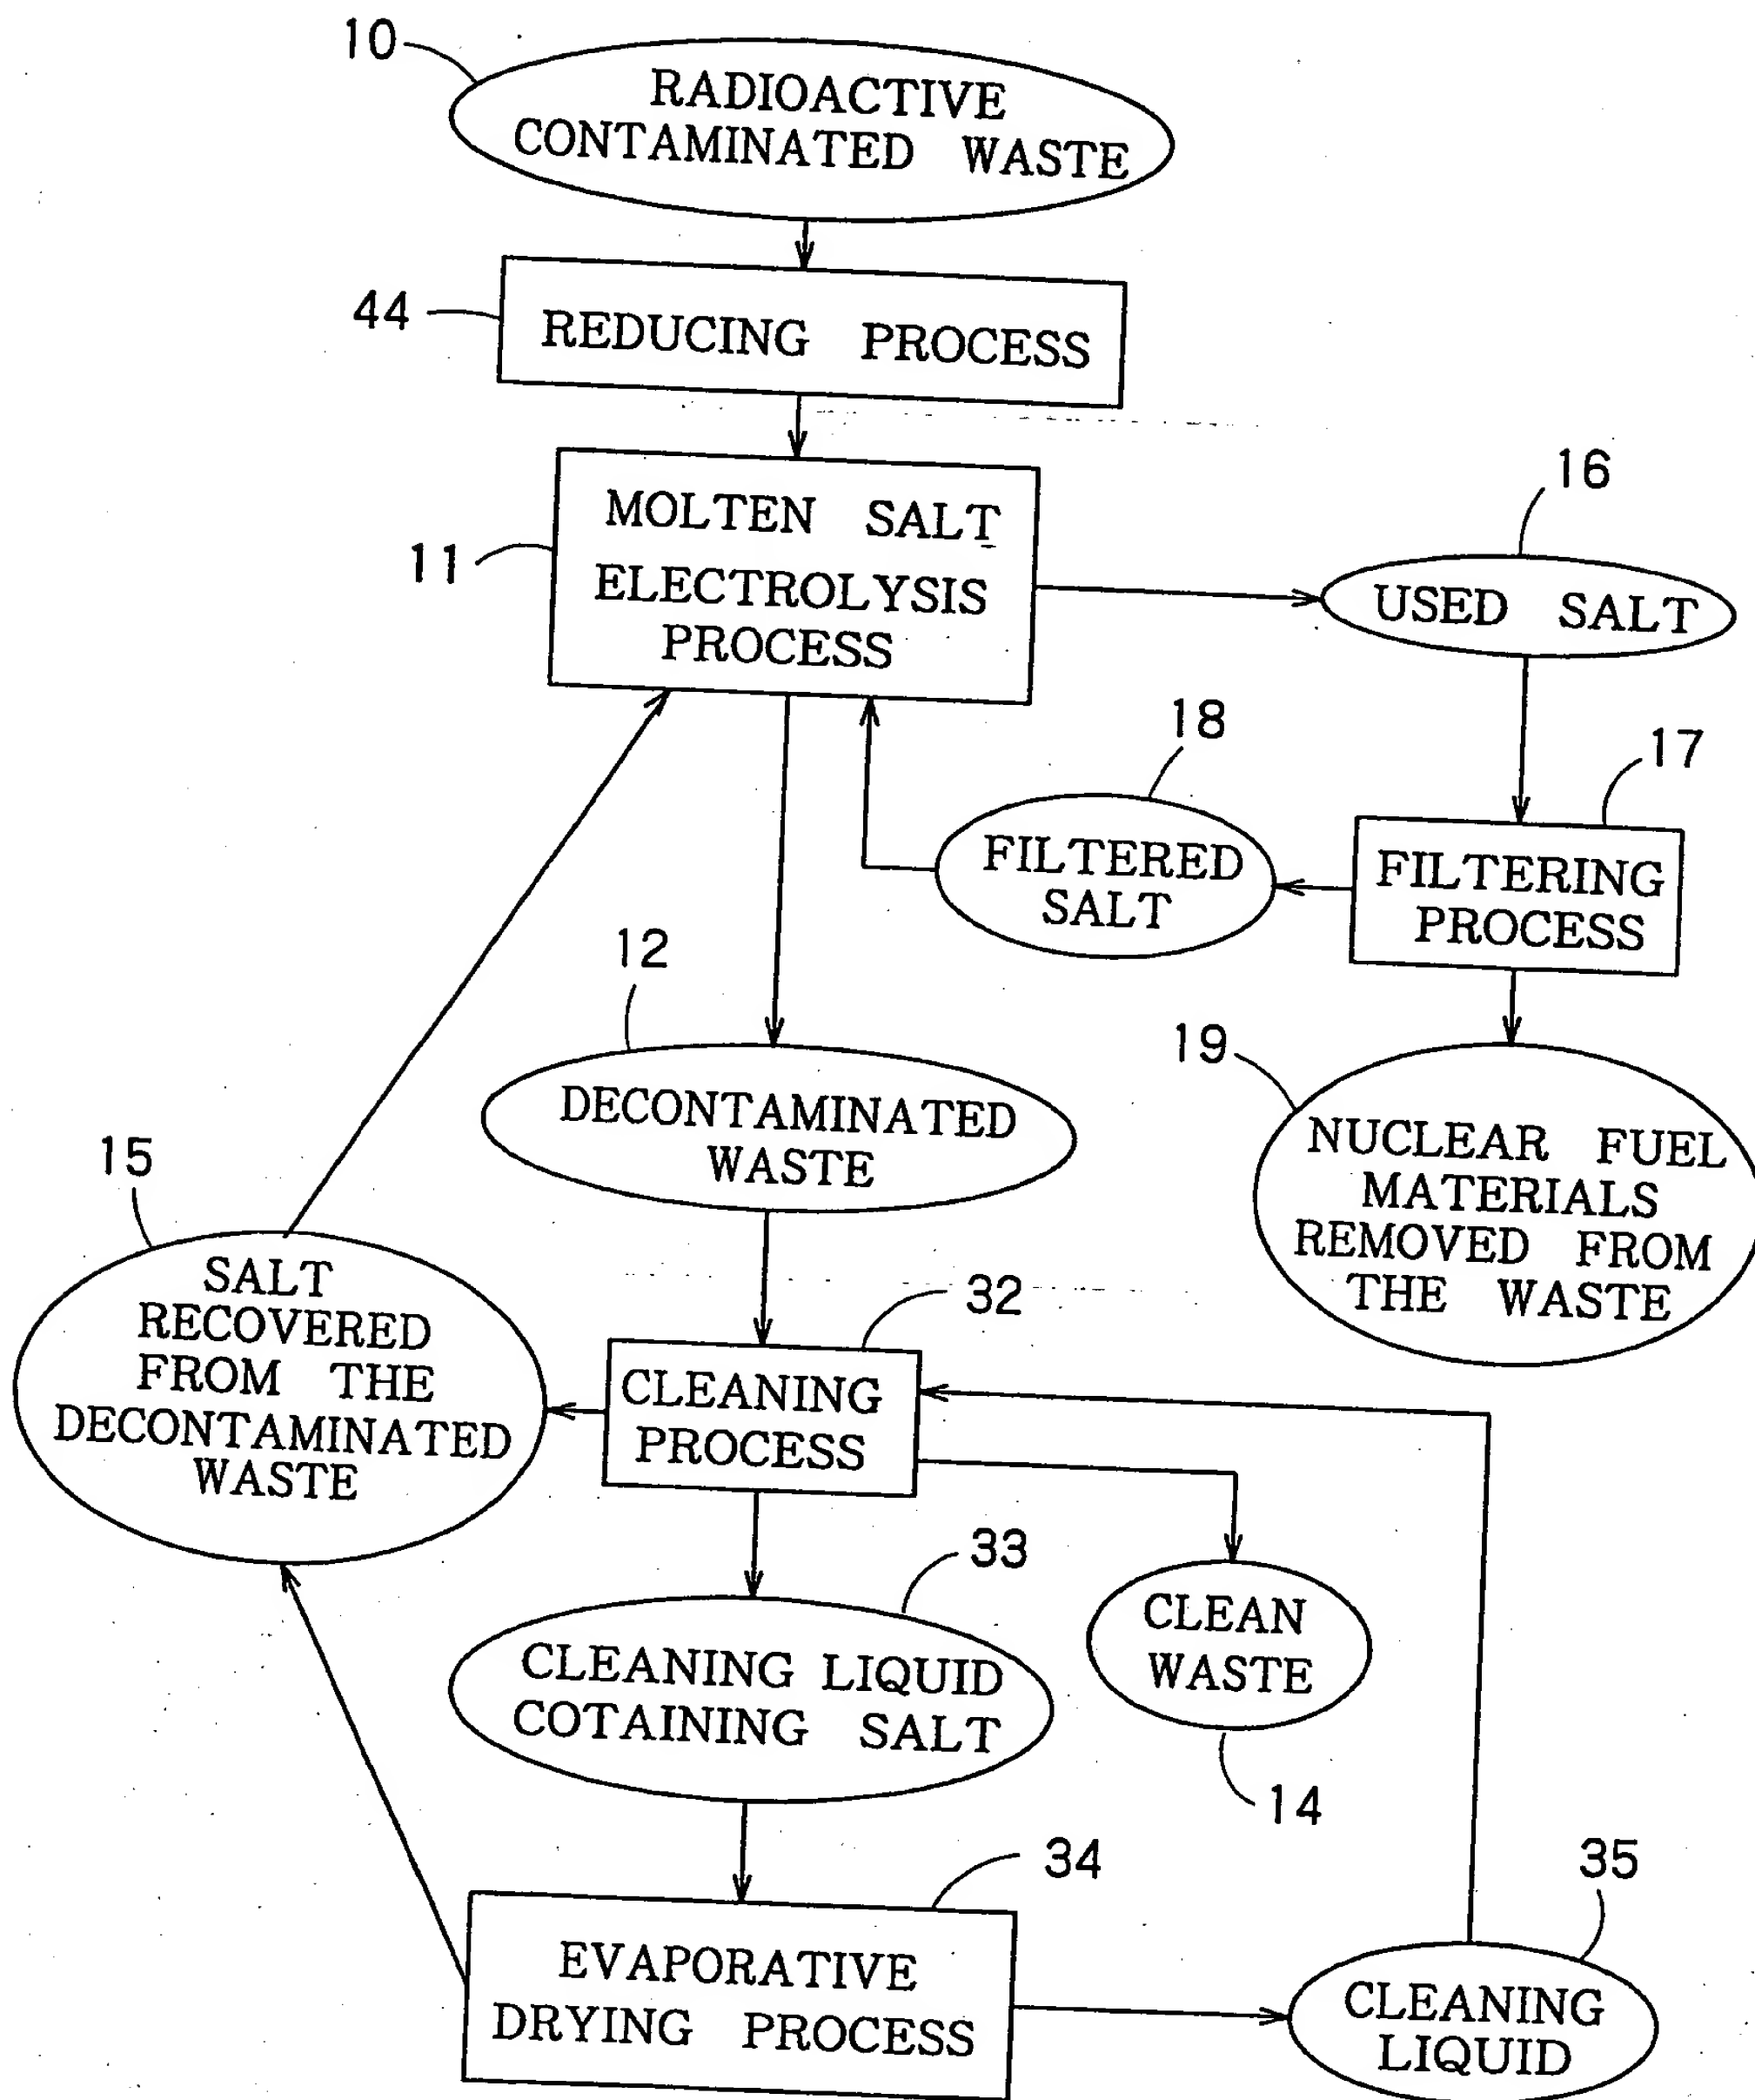 10
RADIOACTIVE
CONTAMINATED WASTE
44
REDUCING PROCESS
11
MOLTEN SALT
ELECTROLYSIS
PROCESS
16
USED SALT
18
FILTERED
SALT
17
FILTERING
PROCESS
12
DECONTAMINATED
WASTE
19
NUCLEAR FUEL
MATERIALS
REMOVED FROM
THE WASTE
15
SALT
RECOVERED
FROM THE
DECONTAMINATED
WASTE
32
CLEANING
PROCESS
33
CLEANING LIQUID
COTAINING SALT
CLEAN
WASTE
14
34
EVAPORATIVE
DRYING PROCESS
35
CLEANING
LIQUID